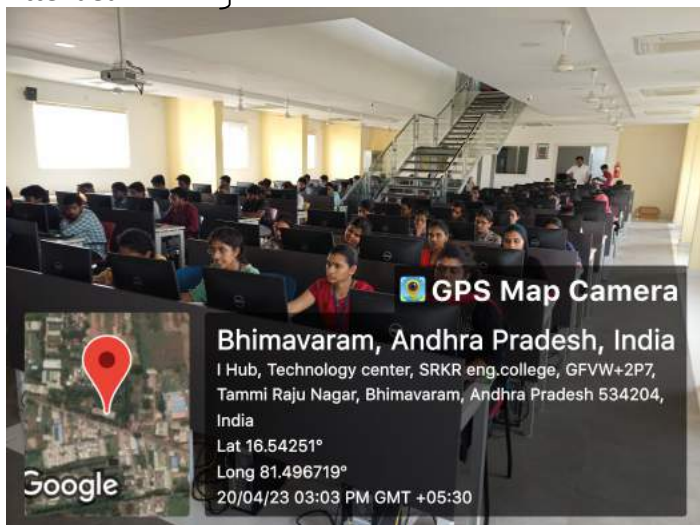 GPS Map Camera
Bhimavaram, Andhra Pradesh, India
I Hub, Technology center, SRKR eng.college, GFVW+2P7,
Tammi Raju Nagar, Bhimavaram, Andhra Pradesh 534204,
India
Lat 16.54251°
Long 81.496719°
20/04/23 03:03 PM GMT +05:30
Google